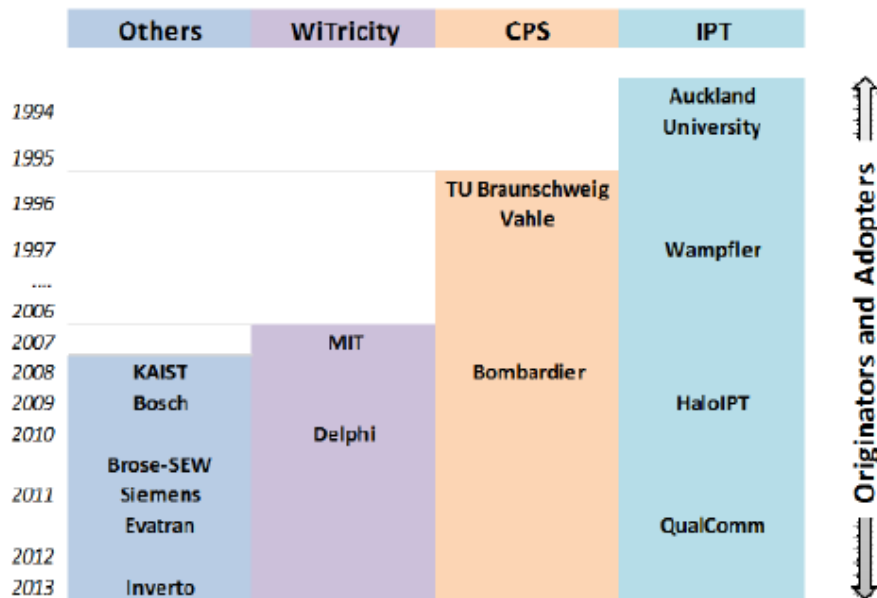 Others WiTricity CPS IPT
Auckland
1994
University
1995
TU Braunschweig
1996
Vahle
1997 Wampfler
....
2006
2007 MIT
2008 KAIST Bombardier
2009 Bosch HaloIPT
2010 Delphi
Brose-SEW
2011 Siemens
Evatran QualComm
2012
2013 Inverto
Originators and Adopters